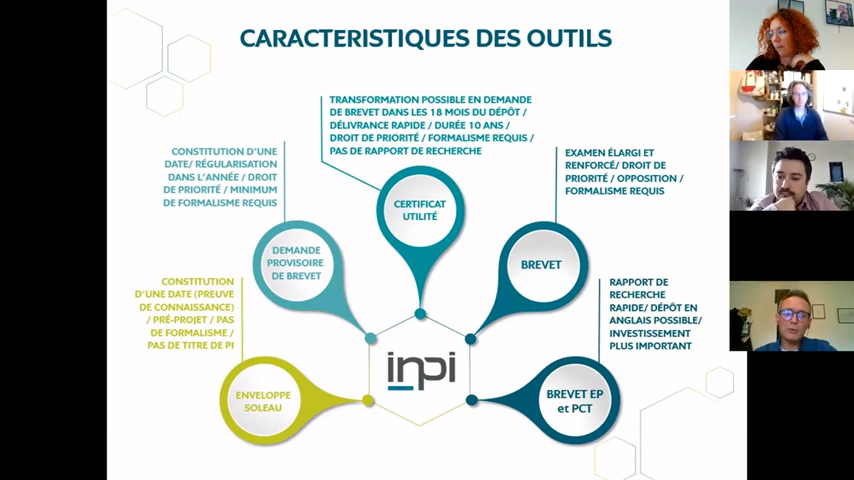 CARACTERISTIQUES DES OUTILS
TRANSFORMATION POSSIBLE EN DEMANDE
DE BREVET DANS LES 18 MOIS DU DÉPÔT /
DÉLIVRANCE RAPIDE / DURÉE 10 ANS /
DROIT DE PRIORITÉ / FORMALISME REQUIS /
PAS DE RAPPORT DE RECHERCHE
CONSTITUTION D'UNE
DATE/ RÉGULARISATION
DANS L'ANNÉE / DROIT
DE PRIORITÉ / MINIMUM
DE FORMALISME REQUIS
EXAMEN ÉLARGI ET
RENFORCÉ/ DROIT DE
PRIORITÉ / OPPOSITION /
FORMALISME REQUIS
CERTIFICAT
UTILITÉ
DEMANDE
PROVISOIRE
DE BREVET
BREVET
CONSTITUTION
D'UNE DATE (PREUVE
DE CONNAISSANCE)
/ PRÉ-PROJET / PAS
DE FORMALISME /
PAS DE TITRE DE PI
RAPPORT DE
RECHERCHE
RAPIDE/ DÉPÔT EN
ANGLAIS POSSIBLE/
INVESTISSEMENT
PLUS IMPORTANT
inpi
ENVELOPPE
SOLEAU
BREVET EP
et PCT